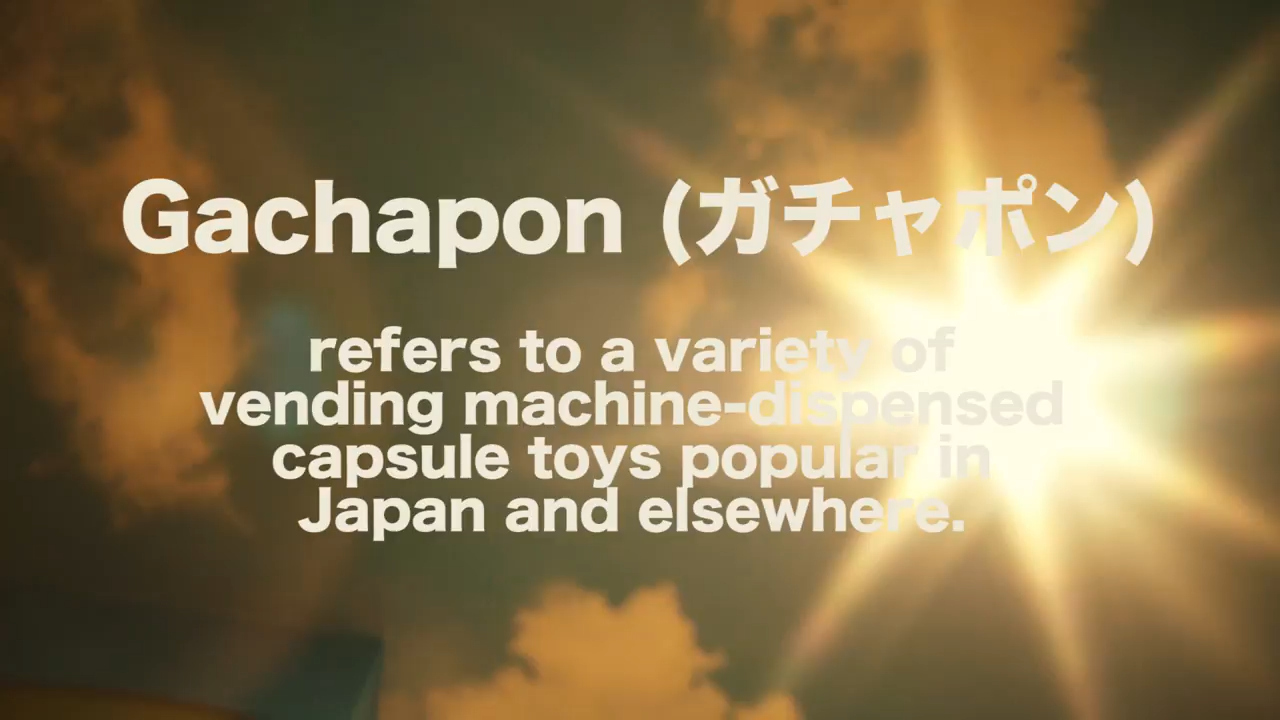 Gachapon (ガチャポン)
refers to a variety of
vending machine-dispensed
capsule toys popular in
Japan and elsewhere.